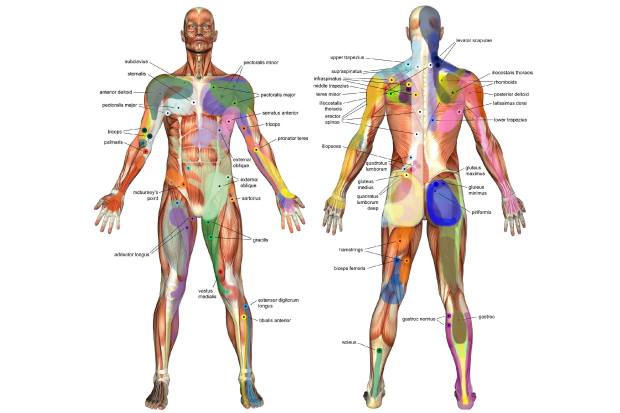 subclavius
sternalis
anterior deltoid
pectoralis major
biceps
palmaris
mcburney's
point
adductor longus
pectoralis minor
pectoralis major
serratus anterior
triceps
pronator teres
external
oblique
external
oblique
sartorius
gracilis
vastus
medialis
extensor digitorum
longus
tibialis anterior
upper trapezius
supraspinatus
infraspinatus
middle trapezius
teres minor
iliocostalis
thoracis
erector
spinae
iliopsoas
quadratus
lumborum
gluteus
medius
quadratus
lumborum
deep
hamstrings
biceps femoris
gastroc nemius
soleus
levator scapulae
iliocostalis thoracis
rhomboids
posterior deltoid
latissimus dorsi
lower trapezius
gluteus
maximus
gluteus
minimus
piriformis
gastroc